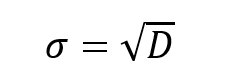 σ = √D